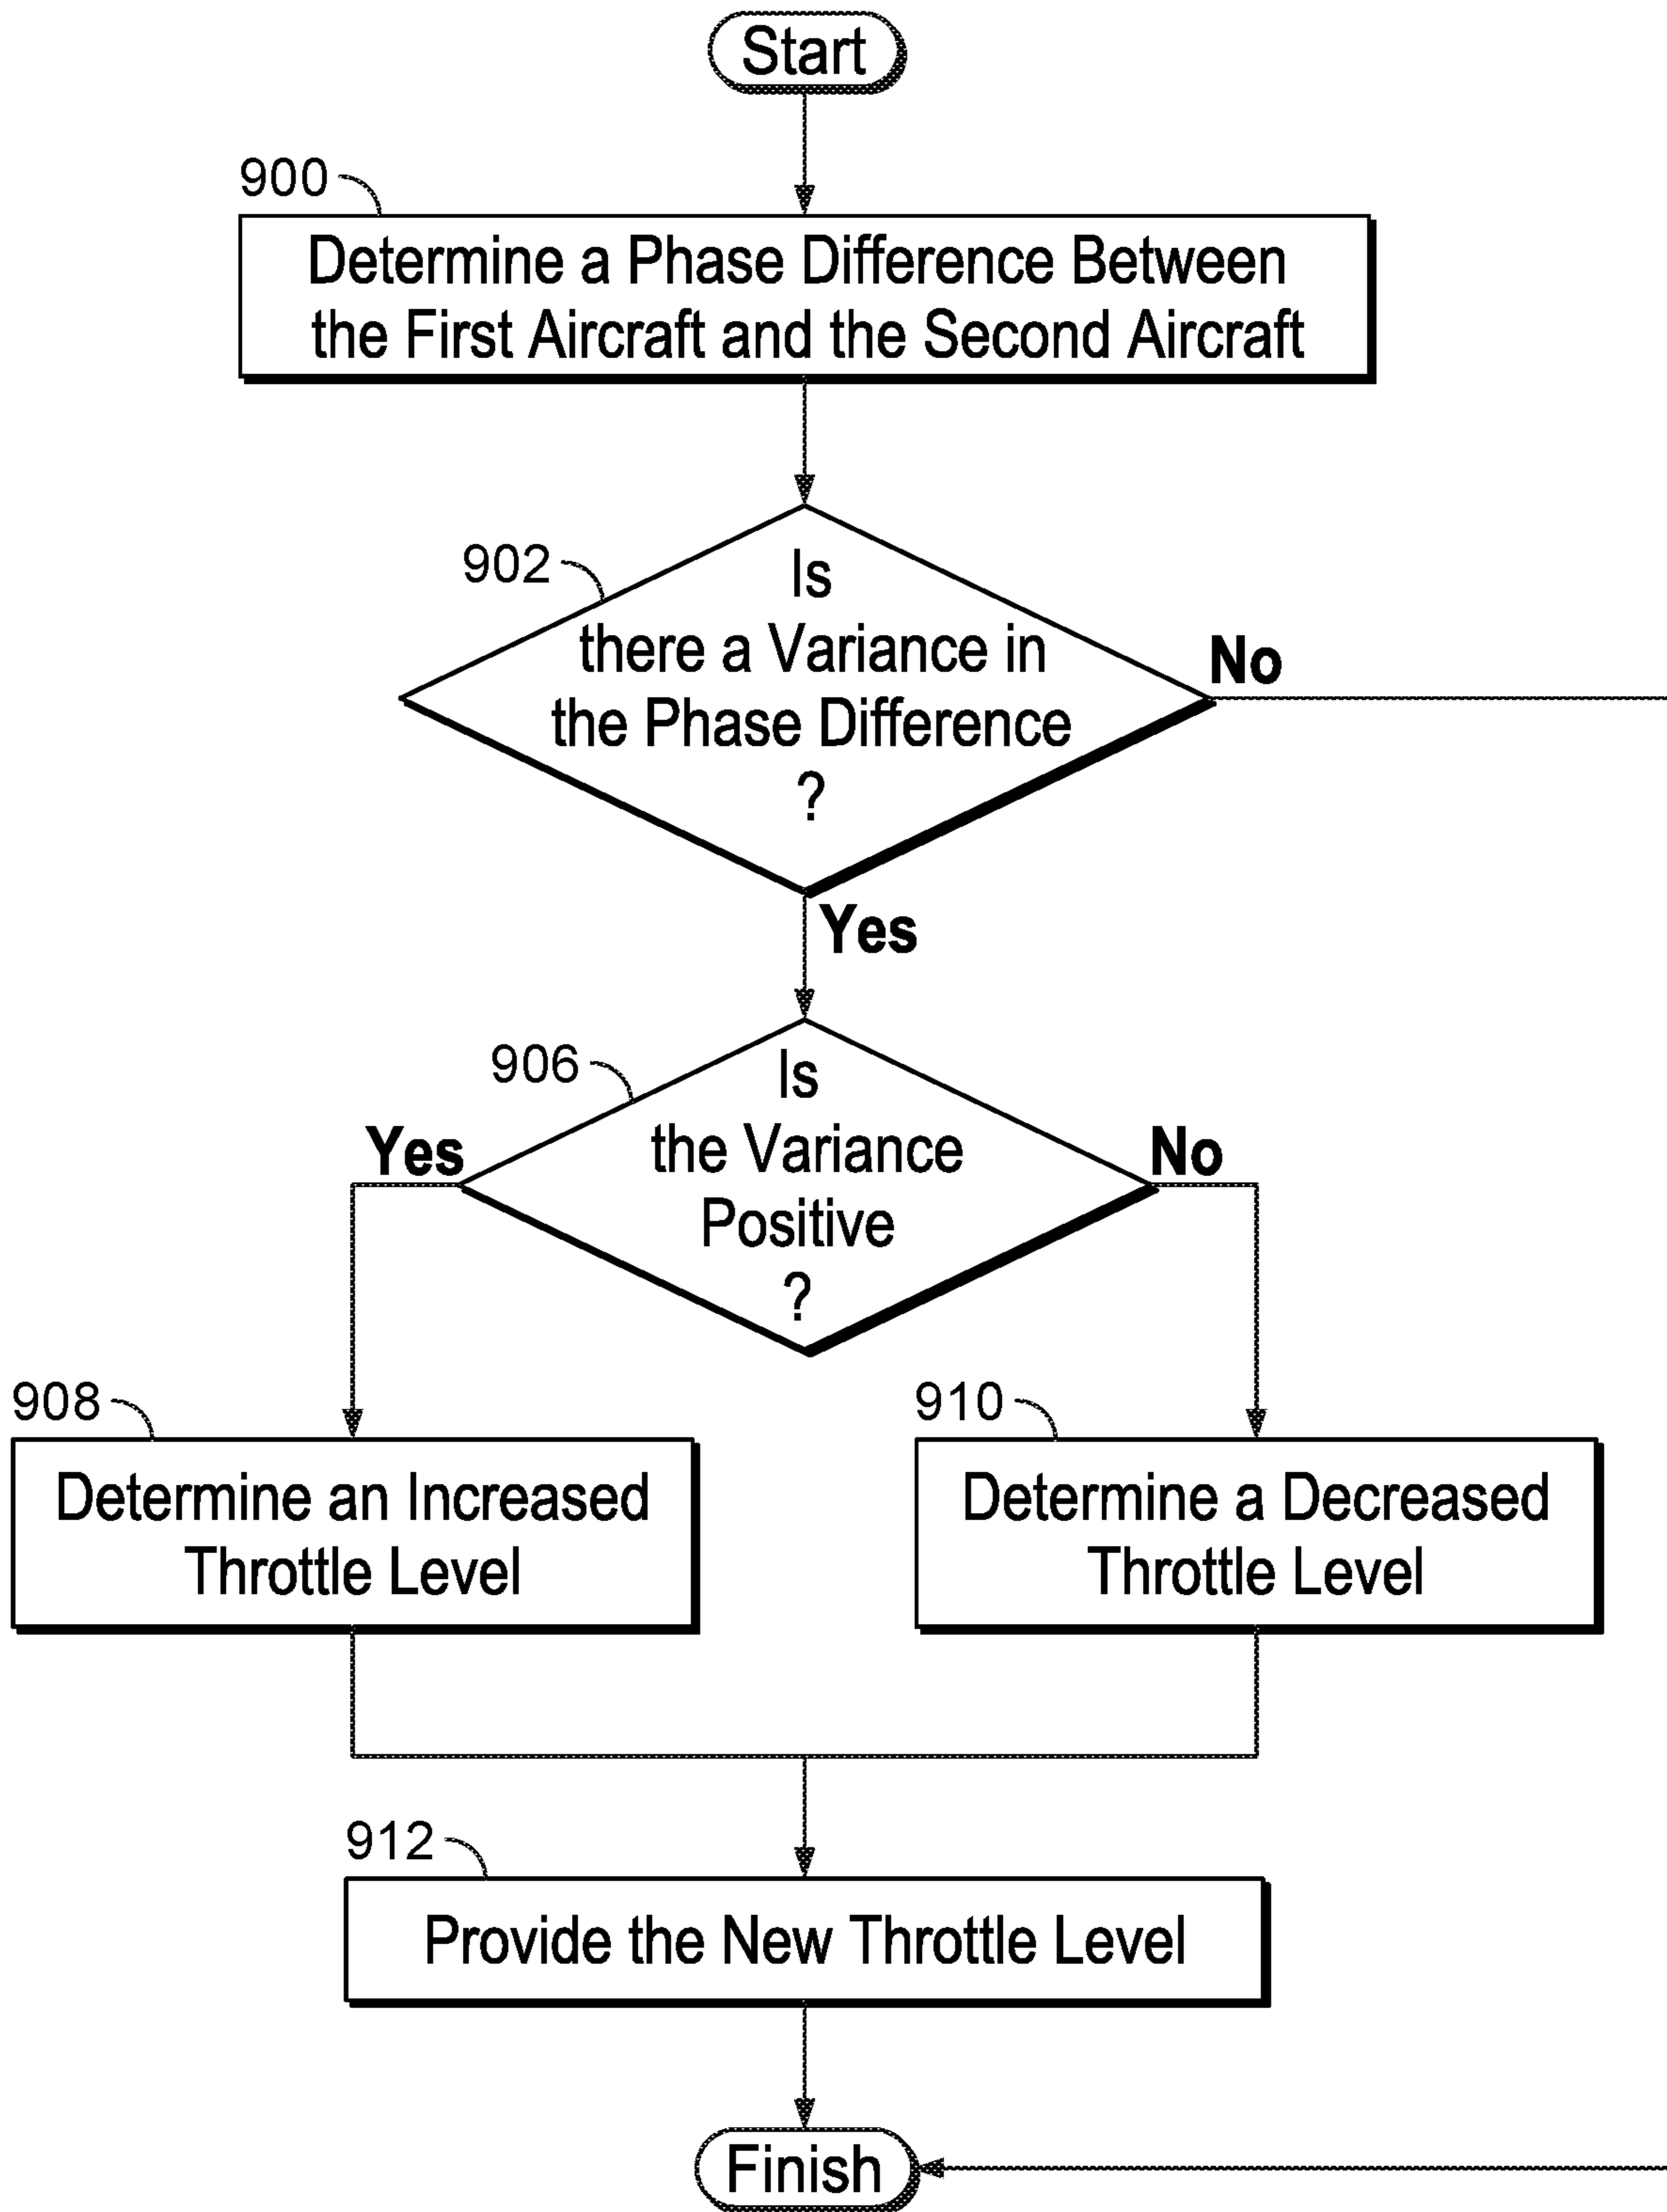 Start
900
Determine a Phase Difference Between
the First Aircraft and the Second Aircraft
902
Is
there a Variance in
the Phase Difference
?
No
Yes
906
Is
the Variance
Positive
?
Yes
No
908
Determine an Increased
Throttle Level
910
Determine a Decreased
Throttle Level
912
Provide the New Throttle Level
Finish